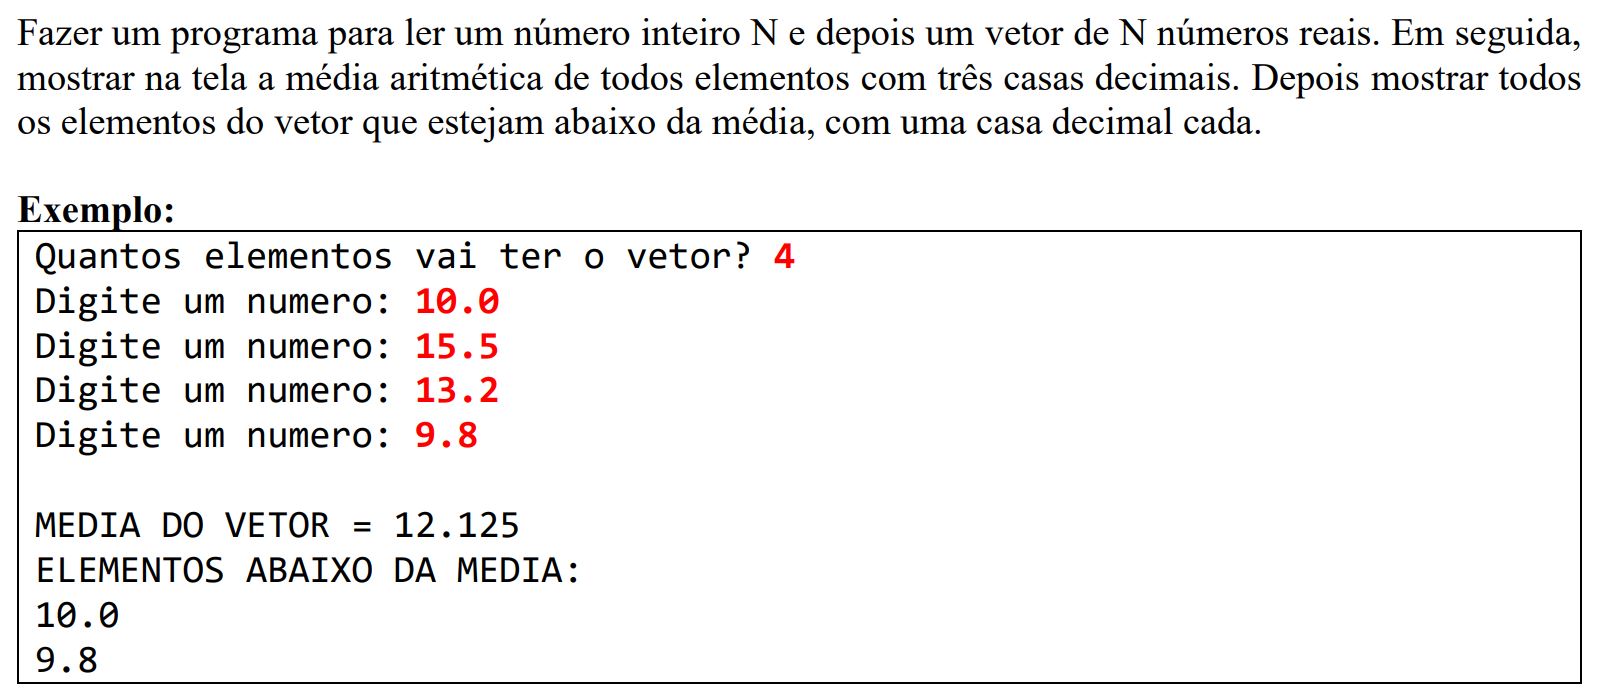 Fazer um programa para ler um número inteiro N e depois um vetor de N números reais. Em seguida,
mostrar na tela a média aritmética de todos elementos com três casas decimais. Depois mostrar todos
os elementos do vetor que estejam abaixo da média, com uma casa decimal cada.
Exemplo:
Quantos elementos vai ter o vetor? 4
Digite um numero: 10.0
Digite um numero: 15.5
Digite um numero: 13.2
Digite um numero: 9.8
MEDIA DO VETOR = 12.125
ELEMENTOS ABAIXO DA MEDIA:
10.0
9.8